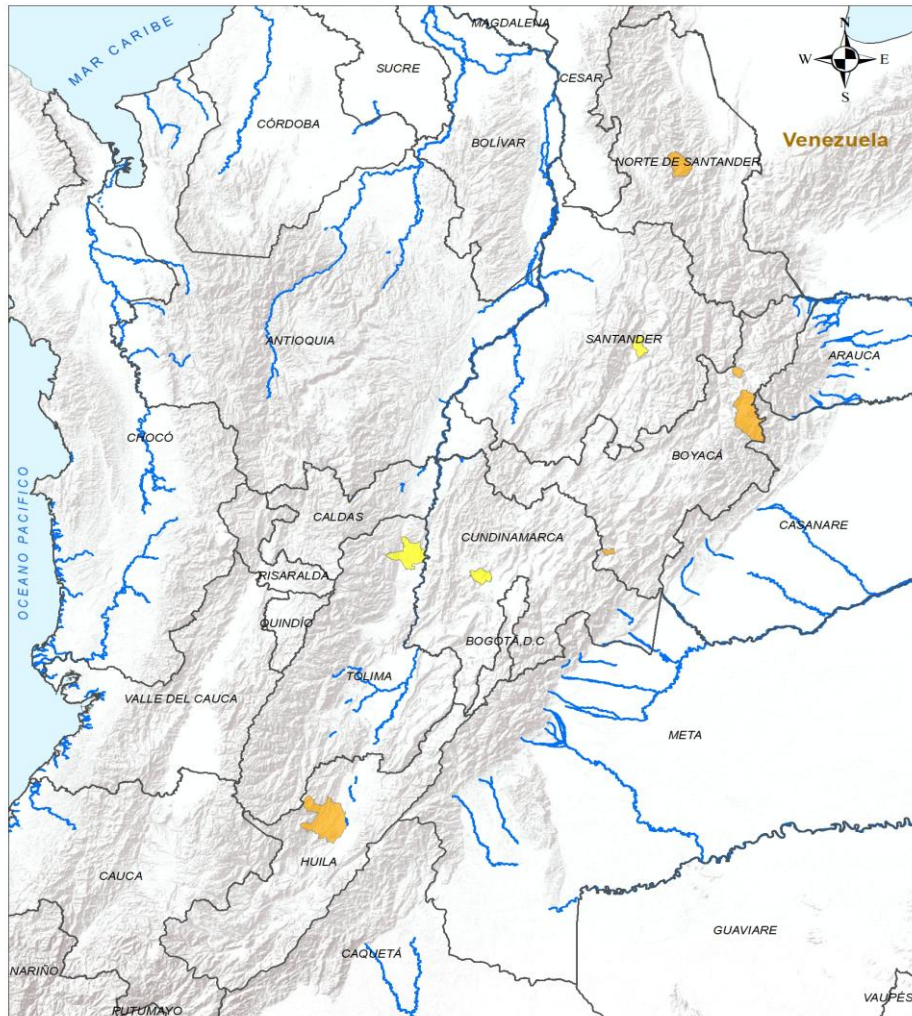 MAGDALENA
MAR CARIBE
N
W E
S
SUCRE
CESAR
CÓRDOBA
BOLÍVAR
Venezuela
NORTE DE SANTANDER
ANTIOQUIA
SANTANDER
ARAUCA
CHOCÓ
BOYACÁ
OCEANO PACIFICO
CALDAS
CUNDINAMARCA
CASANARE
RISARALDA
QUINDÍO
BOGOTÁ,D.C
TOLIMA
VALLE DEL CAUCA
META
HUILA
CAUCA
GUAVIARE
CAQUETÁ
NARIÑO
PUTUMAYO
VAUPÉS